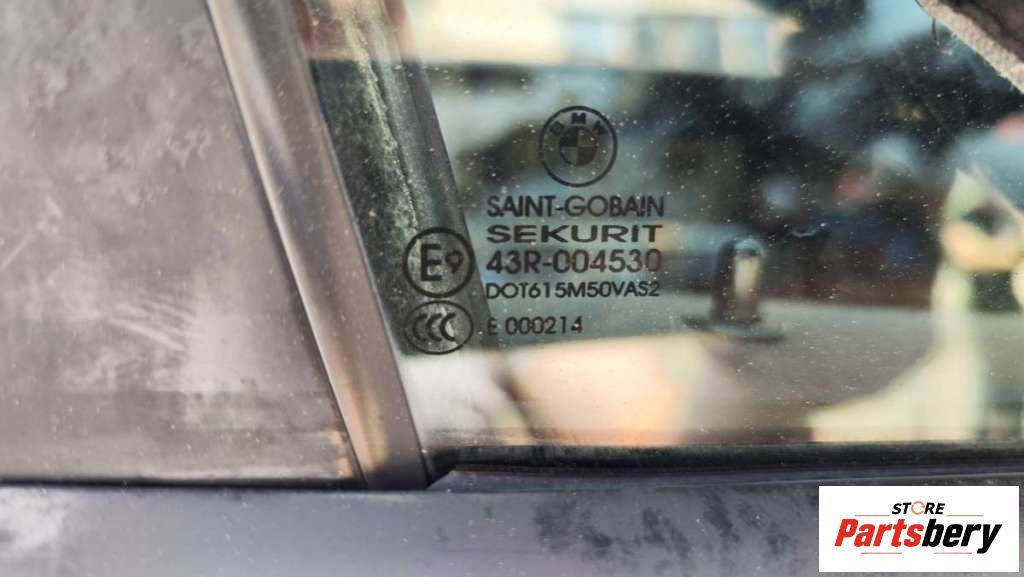 BMW
SAINT-GOBAIN
SEKURIT
E9 43R-004530
DOT615M50VAS2
CCC E 000214
STORE
Partsbery